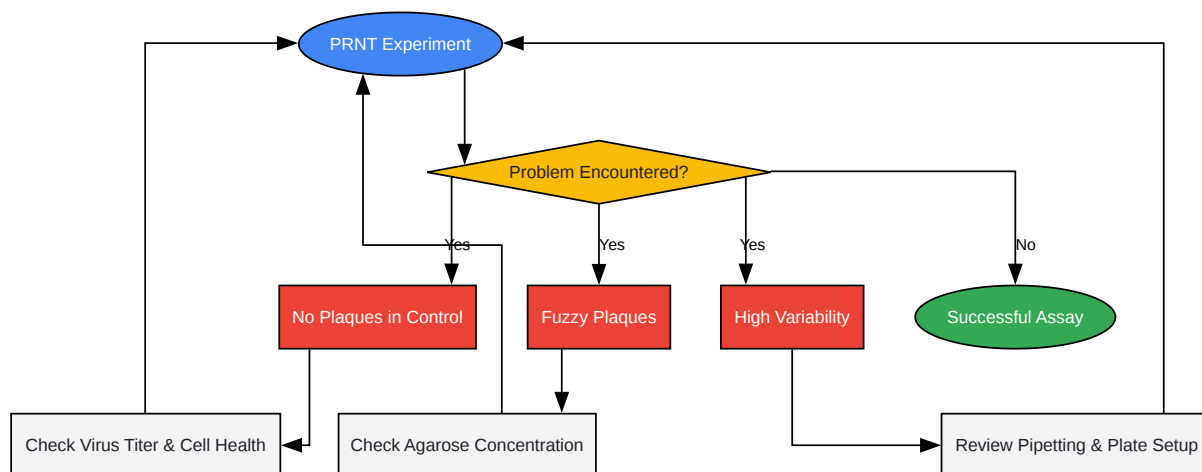 PRNT Experiment
Problem Encountered?
Yes
Yes
Yes
No
No Plaques in Control
Fuzzy Plaques
High Variability
Successful Assay
Check Virus Titer & Cell Health
Check Agarose Concentration
Review Pipetting & Plate Setup